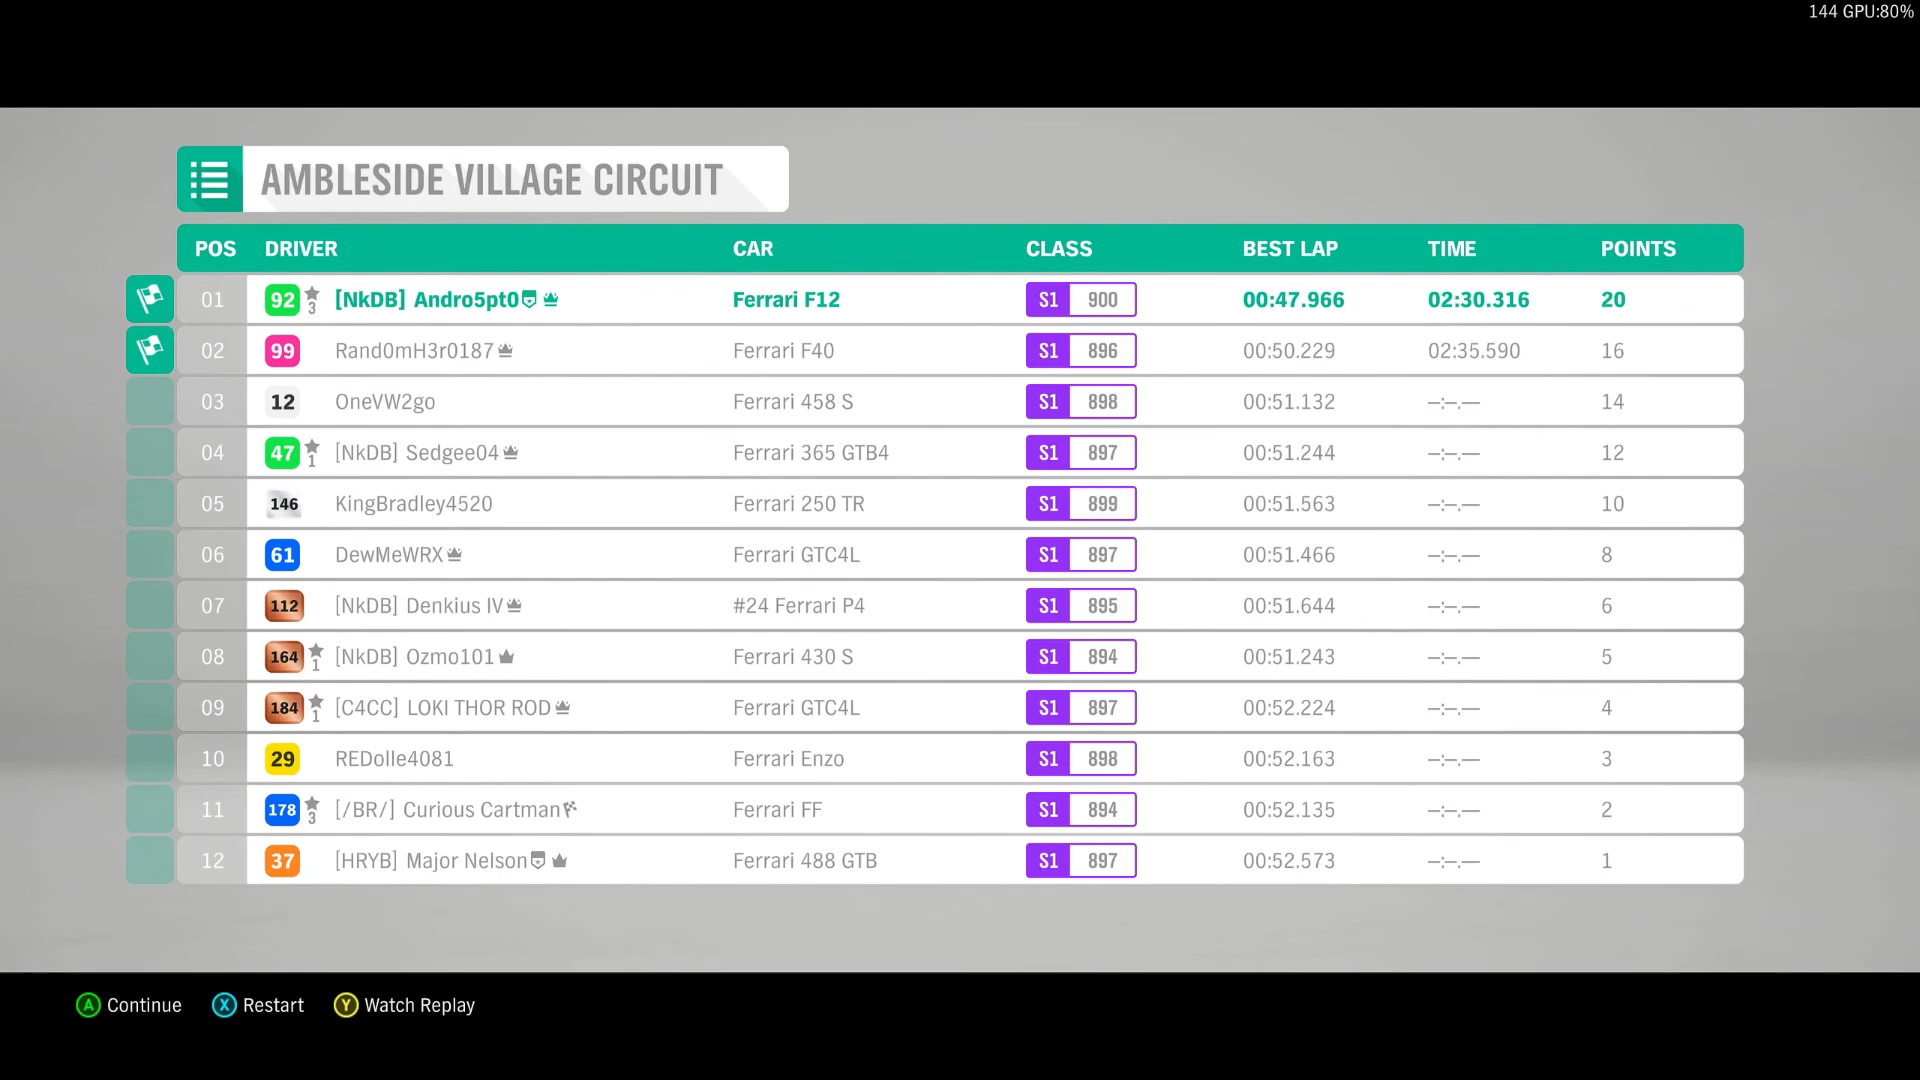 144 GPU:80%
AMBLESIDE VILLAGE CIRCUIT
POS DRIVER CAR CLASS BEST LAP TIME POINTS
01 92 3 [NkDB] Andro5pt0 Ferrari F12 S1 900 00:47.966 02:30.316 20
02 99 Rand0mH3r0187 Ferrari F40 S1 896 00:50.229 02:35.590 16
03 12 OneVW2go Ferrari 458 S S1 898 00:51.132 –:–.–– 14
04 47 1 [NkDB] Sedgee04 Ferrari 365 GTB4 S1 897 00:51.244 –:–.–– 12
05 146 KingBradley4520 Ferrari 250 TR S1 899 00:51.563 –:–.–– 10
06 61 DewMeWRX Ferrari GTC4L S1 897 00:51.466 –:–.–– 8
07 112 [NkDB] Denkius IV #24 Ferrari P4 S1 895 00:51.644 –:–.–– 6
08 164 1 [NkDB] Ozmo101 Ferrari 430 S S1 894 00:51.243 –:–.–– 5
09 184 1 [C4CC] LOKI THOR ROD Ferrari GTC4L S1 897 00:52.224 –:–.–– 4
10 29 REDolle4081 Ferrari Enzo S1 898 00:52.163 –:–.–– 3
11 178 3 [/BR/] Curious Cartman Ferrari FF S1 894 00:52.135 –:–.–– 2
12 37 [HRYB] Major Nelson Ferrari 488 GTB S1 897 00:52.573 –:–.–– 1
A Continue X Restart Y Watch Replay